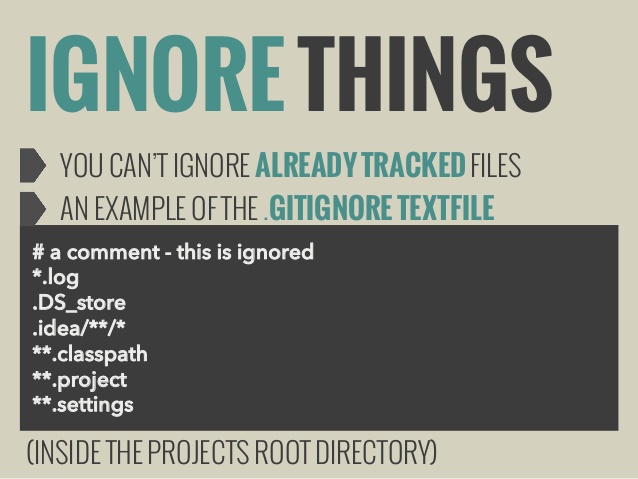 IGNORE THINGS
YOU CAN'T IGNORE ALREADY TRACKED FILES
AN EXAMPLE OF THE .GITIGNORE TEXTFILE
# a comment - this is ignored
*.log
.DS_store
.idea/**/*
**.classpath
**.project
**.settings
(INSIDE THE PROJECTS ROOT DIRECTORY)